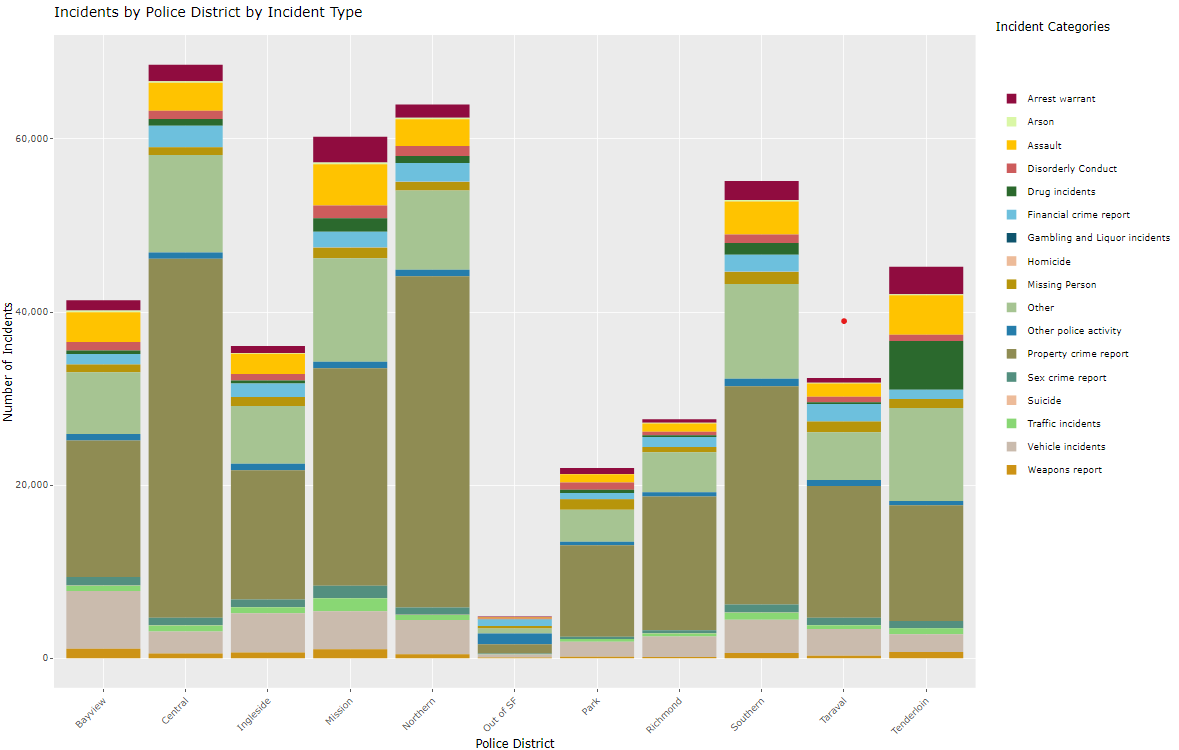 Incidents by Police District by Incident Type
Incident Categories
Arrest warrant
Arson
Assault
Disorderly Conduct
Drug incidents
Financial crime report
Gambling and Liquor incidents
Homicide
Missing Person
Other
Other police activity
Property crime report
Sex crime report
Suicide
Traffic incidents
Vehicle incidents
Weapons report
Number of Incidents
60,000
40,000
20,000
0
Bayview
Central
Ingleside
Mission
Northern
Out of SF
Park
Richmond
Southern
Taraval
Tenderloin
Police District